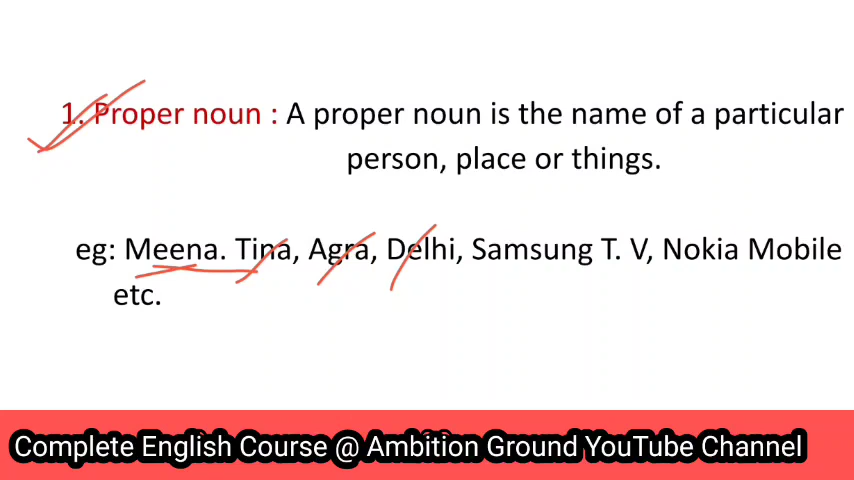 1. Proper noun : A proper noun is the name of a particular
person, place or things.
eg: Meena. Tina, Agra, Delhi, Samsung T. V, Nokia Mobile
etc.
Complete English Course @ Ambition Ground YouTube Channel